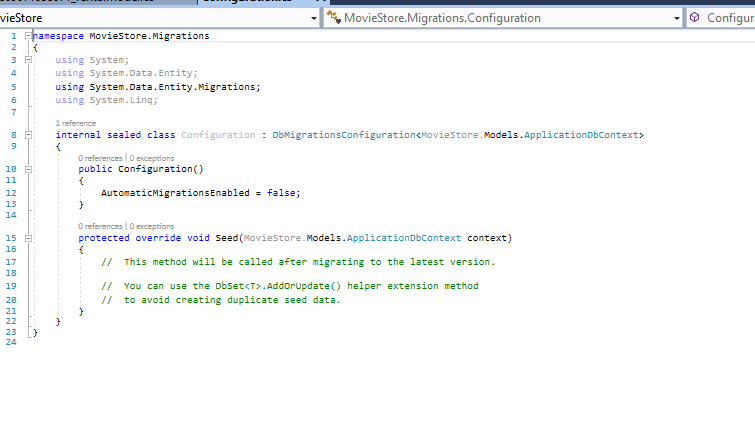 vieStore
MovieStore.Migrations.Configuration
Configur
1 namespace MovieStore.Migrations
2 {
3 using System;
4 using System.Data.Entity;
5 using System.Data.Entity.Migrations;
6 using System.Linq;
7
1 reference
8 internal sealed class Configuration : DbMigrationsConfiguration<MovieStore.Models.ApplicationDbContext>
9 {
0 references | 0 exceptions
10 public Configuration()
11 {
12 AutomaticMigrationsEnabled = false;
13 }
14
0 references | 0 exceptions
15 protected override void Seed(MovieStore.Models.ApplicationDbContext context)
16 {
17 //  This method will be called after migrating to the latest version.
18
19 //  You can use the DbSet<T>.AddOrUpdate() helper extension method
20 //  to avoid creating duplicate seed data.
21 }
22 }
23 }
24